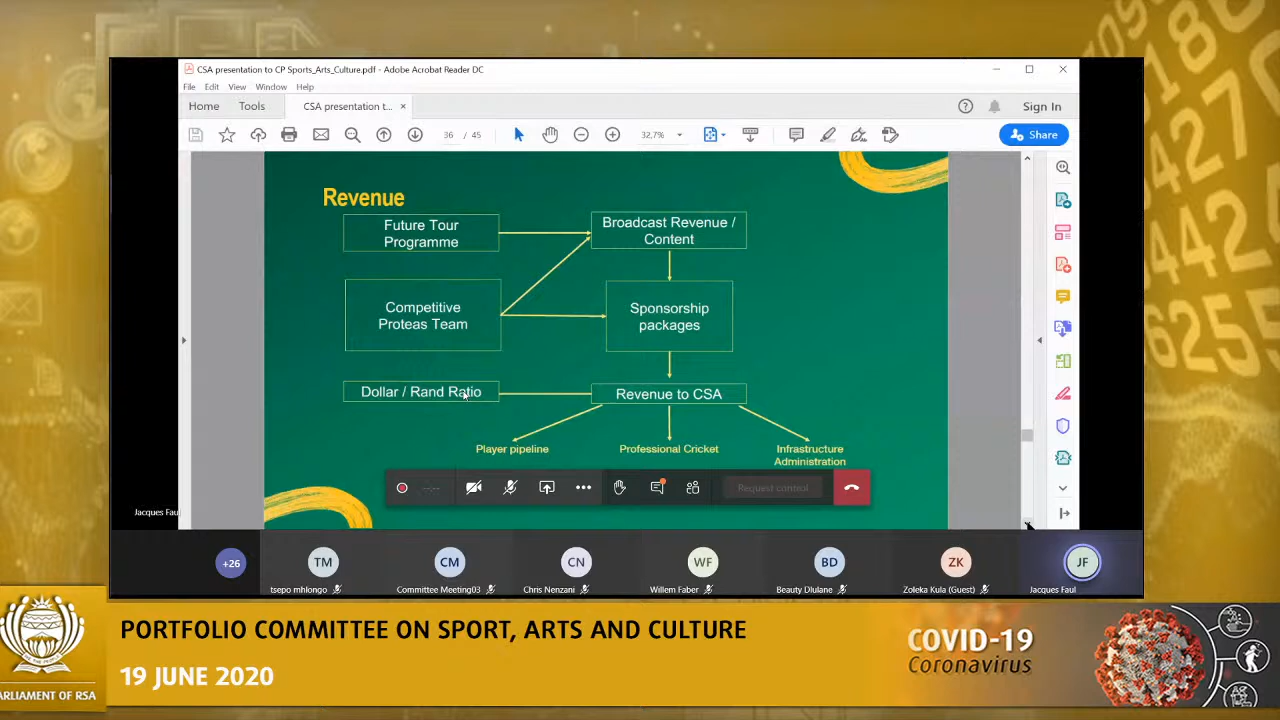 CSA presentation to CP Sports_Arts_Culture.pdf - Adobe Acrobat Reader DC
File Edit View Window Help
Home Tools CSA presentation t... × Sign In
36 / 45 32,7% Share
Revenue
Future Tour
Programme
Broadcast Revenue /
Content
Competitive
Proteas Team
Sponsorship
packages
Dollar / Rand Ratio
Revenue to CSA
Player pipeline
Professional Cricket
Infrastructure
Administration
--:--
Request control
Jacques Faul
+26
TM
CM
CN
WF
BD
ZK
JF
tsepo mhlongo
Committee Meeting03
Chris Nenzani
Willem Faber
Beauty Dlulane
Zoleka Kula (Guest)
Jacques Faul
PORTFOLIO COMMITTEE ON SPORT, ARTS AND CULTURE
19 JUNE 2020
COVID-19
Coronavirus
ARLIAMENT OF RSA